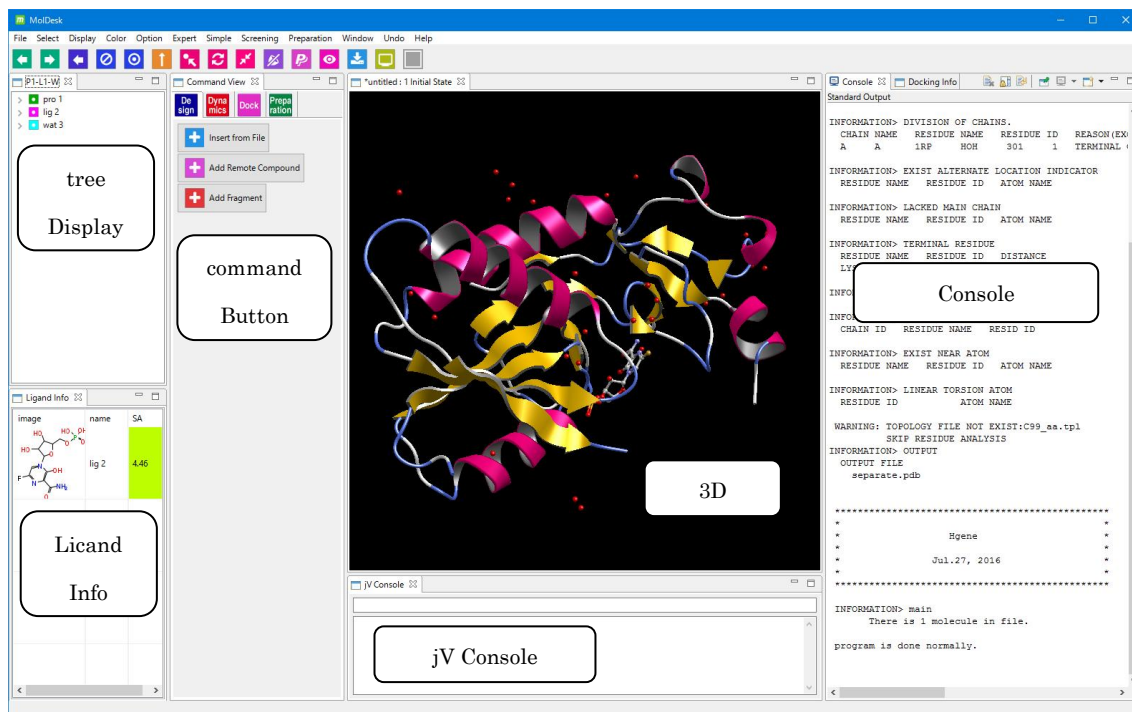 MolDesk
File Select Display Color Option Expert Simple Screening Preparation Window Undo Help
P1-L1-W
pro 1
lig 2
wat 3
tree
Display
Ligand Info
image name SA
HO HO OH
HO
OH
F
NH₂
lig 2
4.46
Licand
Info
Command View
De
sign
Dyna
mics
Dock
Prepa
ration
Insert from File
Add Remote Compound
Add Fragment
command
Button
*untitled : 1 Initial State
3D
jV Console
jV Console
Console
Docking Info
Standard Output
INFORMATION> DIVISION OF CHAINS.
CHAIN NAME RESIDUE NAME RESIDUE ID REASON(EX
A A 1RP HOH 301 1 TERMINAL
INFORMATION> EXIST ALTERNATE LOCATION INDICATOR
RESIDUE NAME RESIDUE ID ATOM NAME
INFORMATION> LACKED MAIN CHAIN
RESIDUE NAME RESIDUE ID ATOM NAME
INFORMATION> TERMINAL RESIDUE
RESIDUE NAME RESIDUE ID DISTANCE
Console
CHAIN ID RESIDUE NAME RESID ID
INFORMATION> EXIST NEAR ATOM
RESIDUE NAME RESIDUE ID ATOM NAME
INFORMATION> LINEAR TORSION ATOM
RESIDUE ID ATOM NAME
WARNING: TOPOLOGY FILE NOT EXIST:C99_aa.tpl
SKIP RESIDUE ANALYSIS
INFORMATION> OUTPUT
OUTPUT FILE
separate.pdb
***********************************************
* *
* Hgene *
* *
* Jul.27, 2016 *
* *
***********************************************
INFORMATION> main
There is 1 molecule in file.
program is done normally.